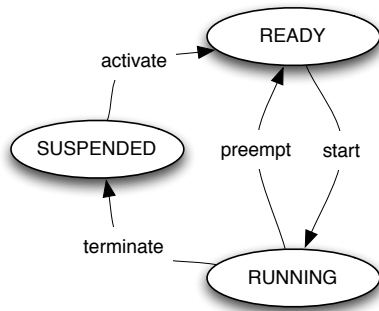 READY
activate
SUSPENDED
preempt
start
terminate
RUNNING